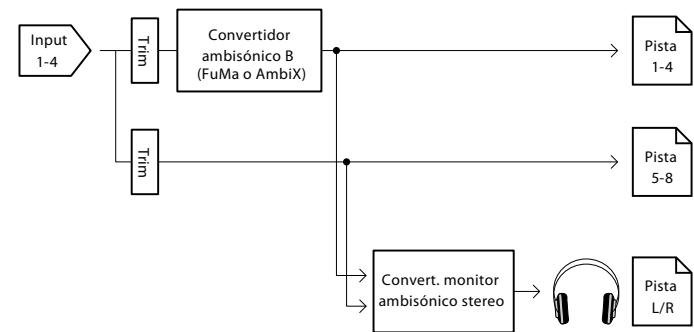 Input
1-4
Trim
Convertidor
ambisónico B
(FuMa o AmbiX)
Pista
1-4
Trim
Pista
5-8
Convert. monitor
ambisónico stereo
Pista
L/R